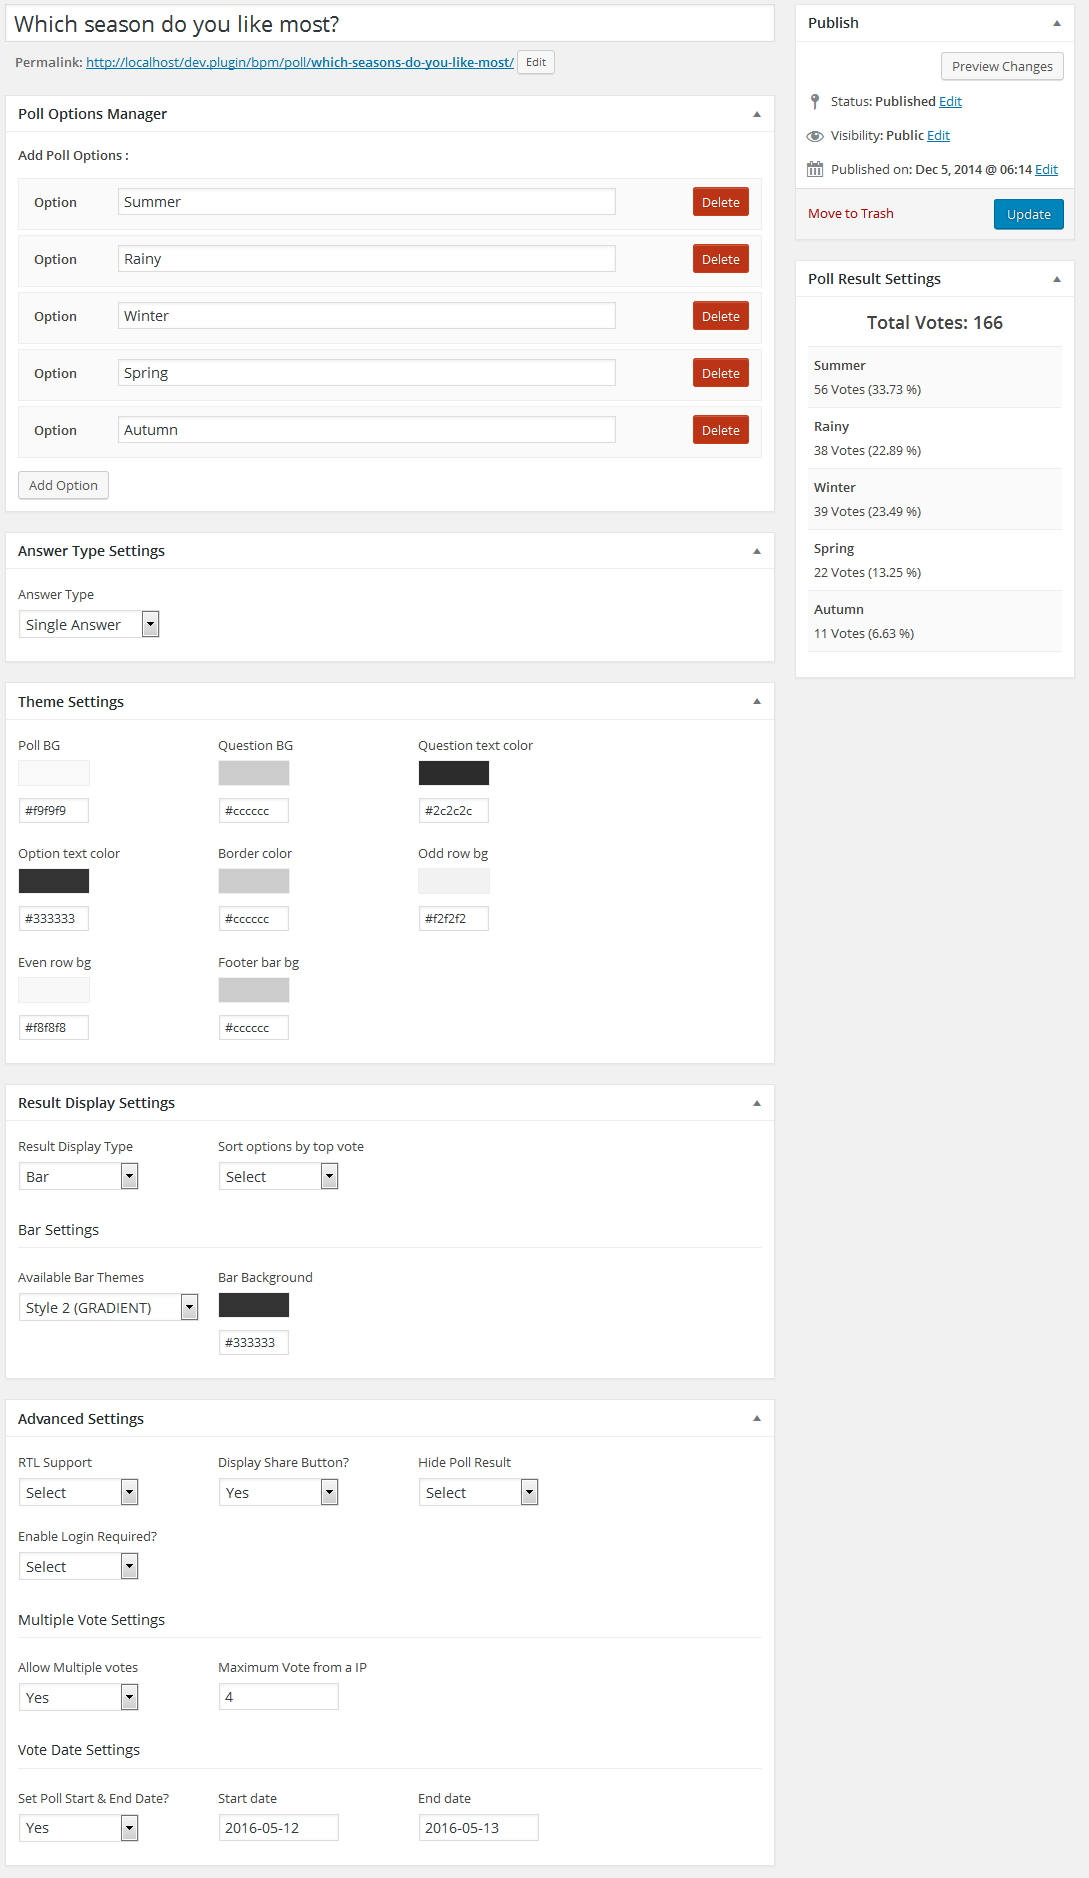 Which season do you like most?
Permalink: http://localhost/dev.plugin/bpm/poll/which-seasons-do-you-like-most/ Edit
Poll Options Manager
Add Poll Options :
Option Summer Delete
Option Rainy Delete
Option Winter Delete
Option Spring Delete
Option Autumn Delete
Add Option
Answer Type Settings
Answer Type
Single Answer
Theme Settings
Poll BG Question BG Question text color
#f9f9f9 #cccccc #2c2c2c
Option text color Border color Odd row bg
#333333 #cccccc #f2f2f2
Even row bg Footer bar bg
#f8f8f8 #cccccc
Result Display Settings
Result Display Type Sort options by top vote
Bar Select
Bar Settings
Available Bar Themes Bar Background
Style 2 (GRADIENT)
#333333
Advanced Settings
RTL Support Display Share Button? Hide Poll Result
Select Yes Select
Enable Login Required?
Select
Multiple Vote Settings
Allow Multiple votes Maximum Vote from a IP
Yes 4
Vote Date Settings
Set Poll Start & End Date? Start date End date
Yes 2016-05-12 2016-05-13
Publish
Preview Changes
Status: Published Edit
Visibility: Public Edit
Published on: Dec 5, 2014 @ 06:14 Edit
Move to Trash Update
Poll Result Settings
Total Votes: 166
Summer
56 Votes (33.73 %)
Rainy
38 Votes (22.89 %)
Winter
39 Votes (23.49 %)
Spring
22 Votes (13.25 %)
Autumn
11 Votes (6.63 %)